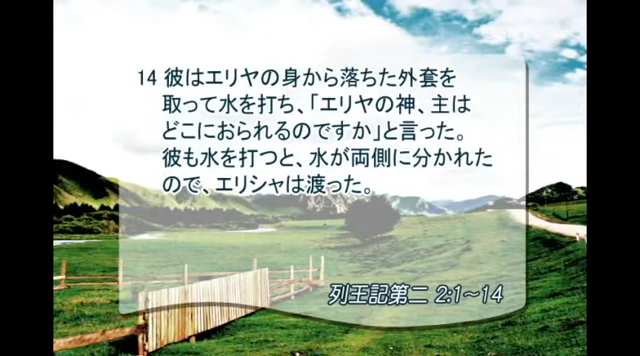 14 彼はエリヤの身から落ちた外套を
取って水を打ち、「エリヤの神、主は
どこにおられるのですか」と言った。
彼も水を打つと、水が両側に分かれた
ので、エリシャは渡った。
列王記第二 2:1~14